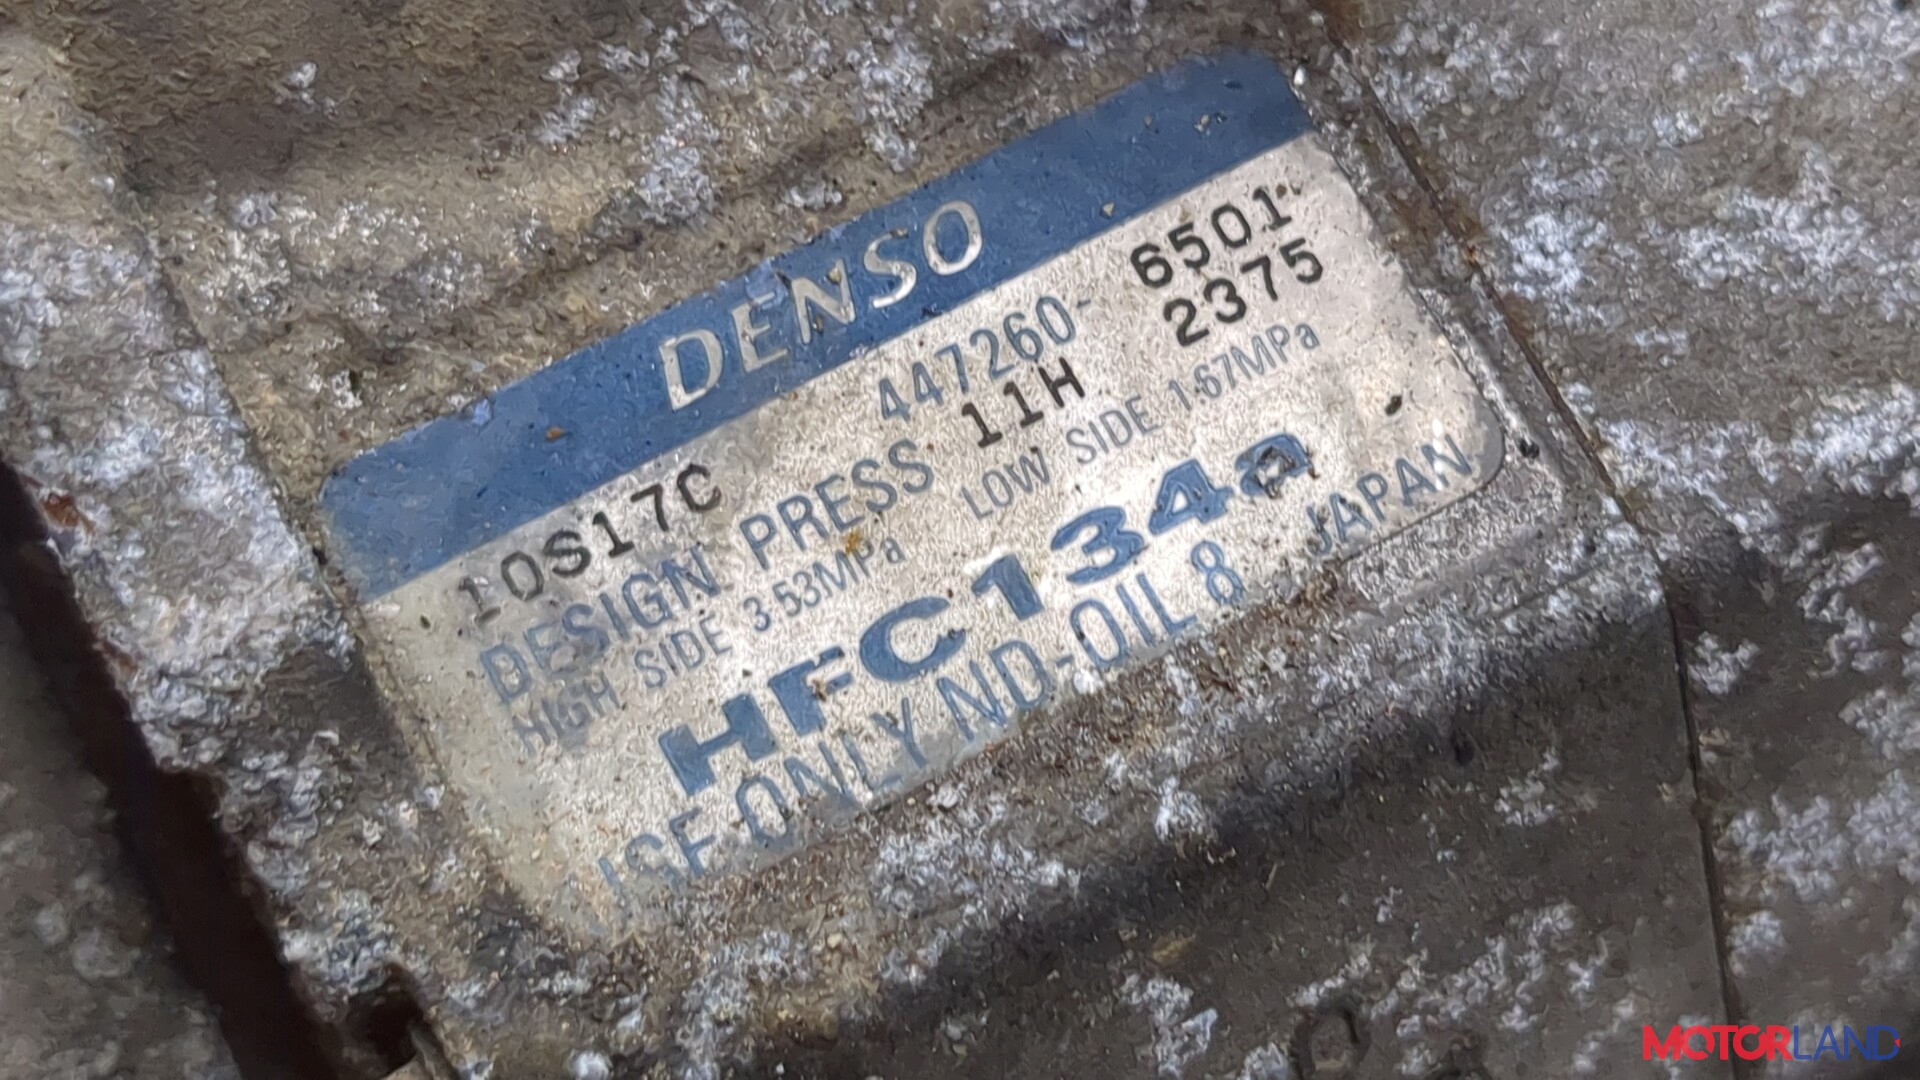 DENSO
10S17C 447260- 6501
DESIGN PRESS 11H 2375
HIGH SIDE 3.53MPa LOW SIDE 1.67MPa
HFC134a
USE ONLY ND-OIL 8 JAPAN
MOTORLAND